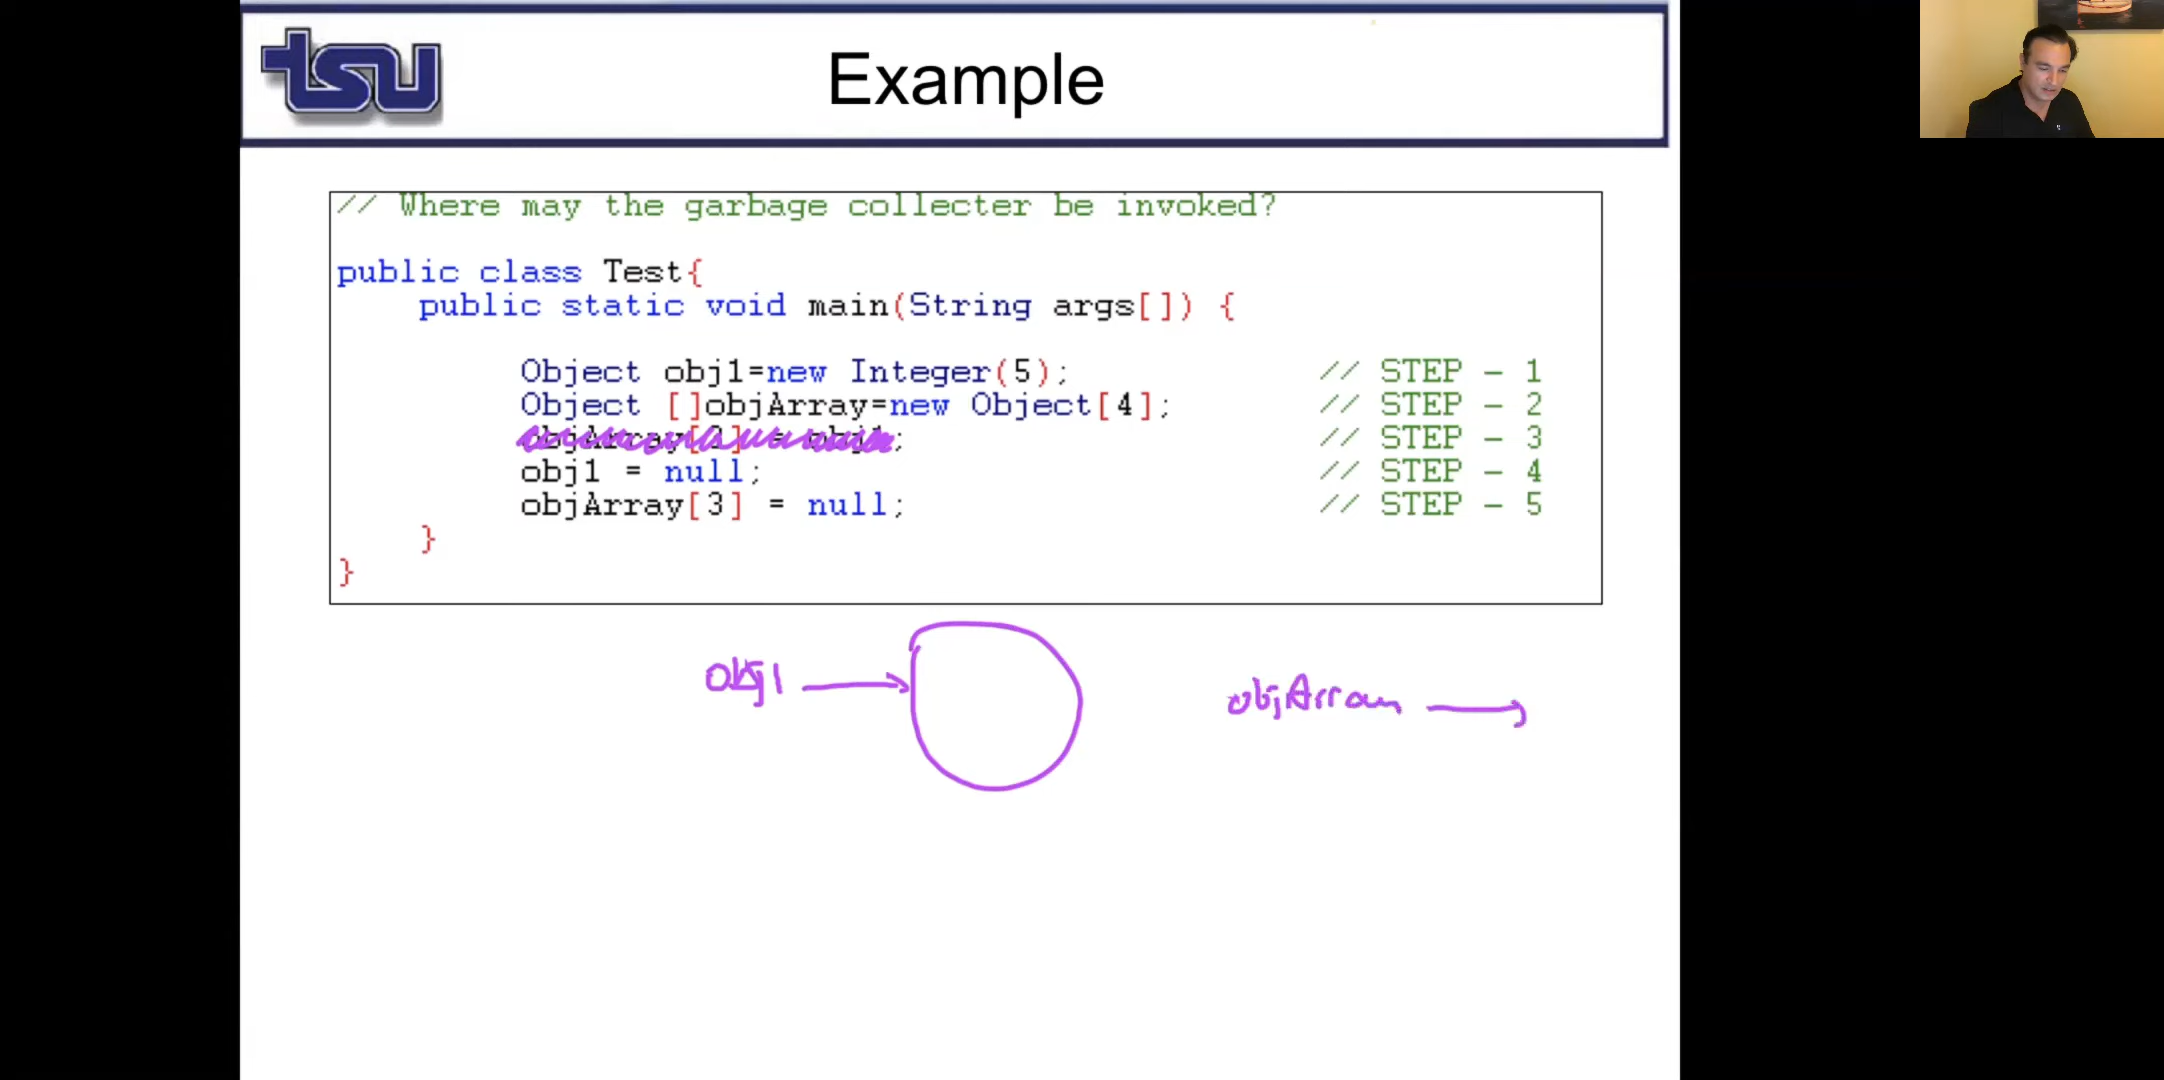 tsu
Example
// Where may the garbage collecter be invoked?
public class Test{
public static void main(String args[]) {
Object obj1=new Integer(5); // STEP - 1
Object []objArray=new Object[4]; // STEP - 2
; // STEP - 3
obj1 = null; // STEP - 4
objArray[3] = null; // STEP - 5
}
}
obj1
objArray